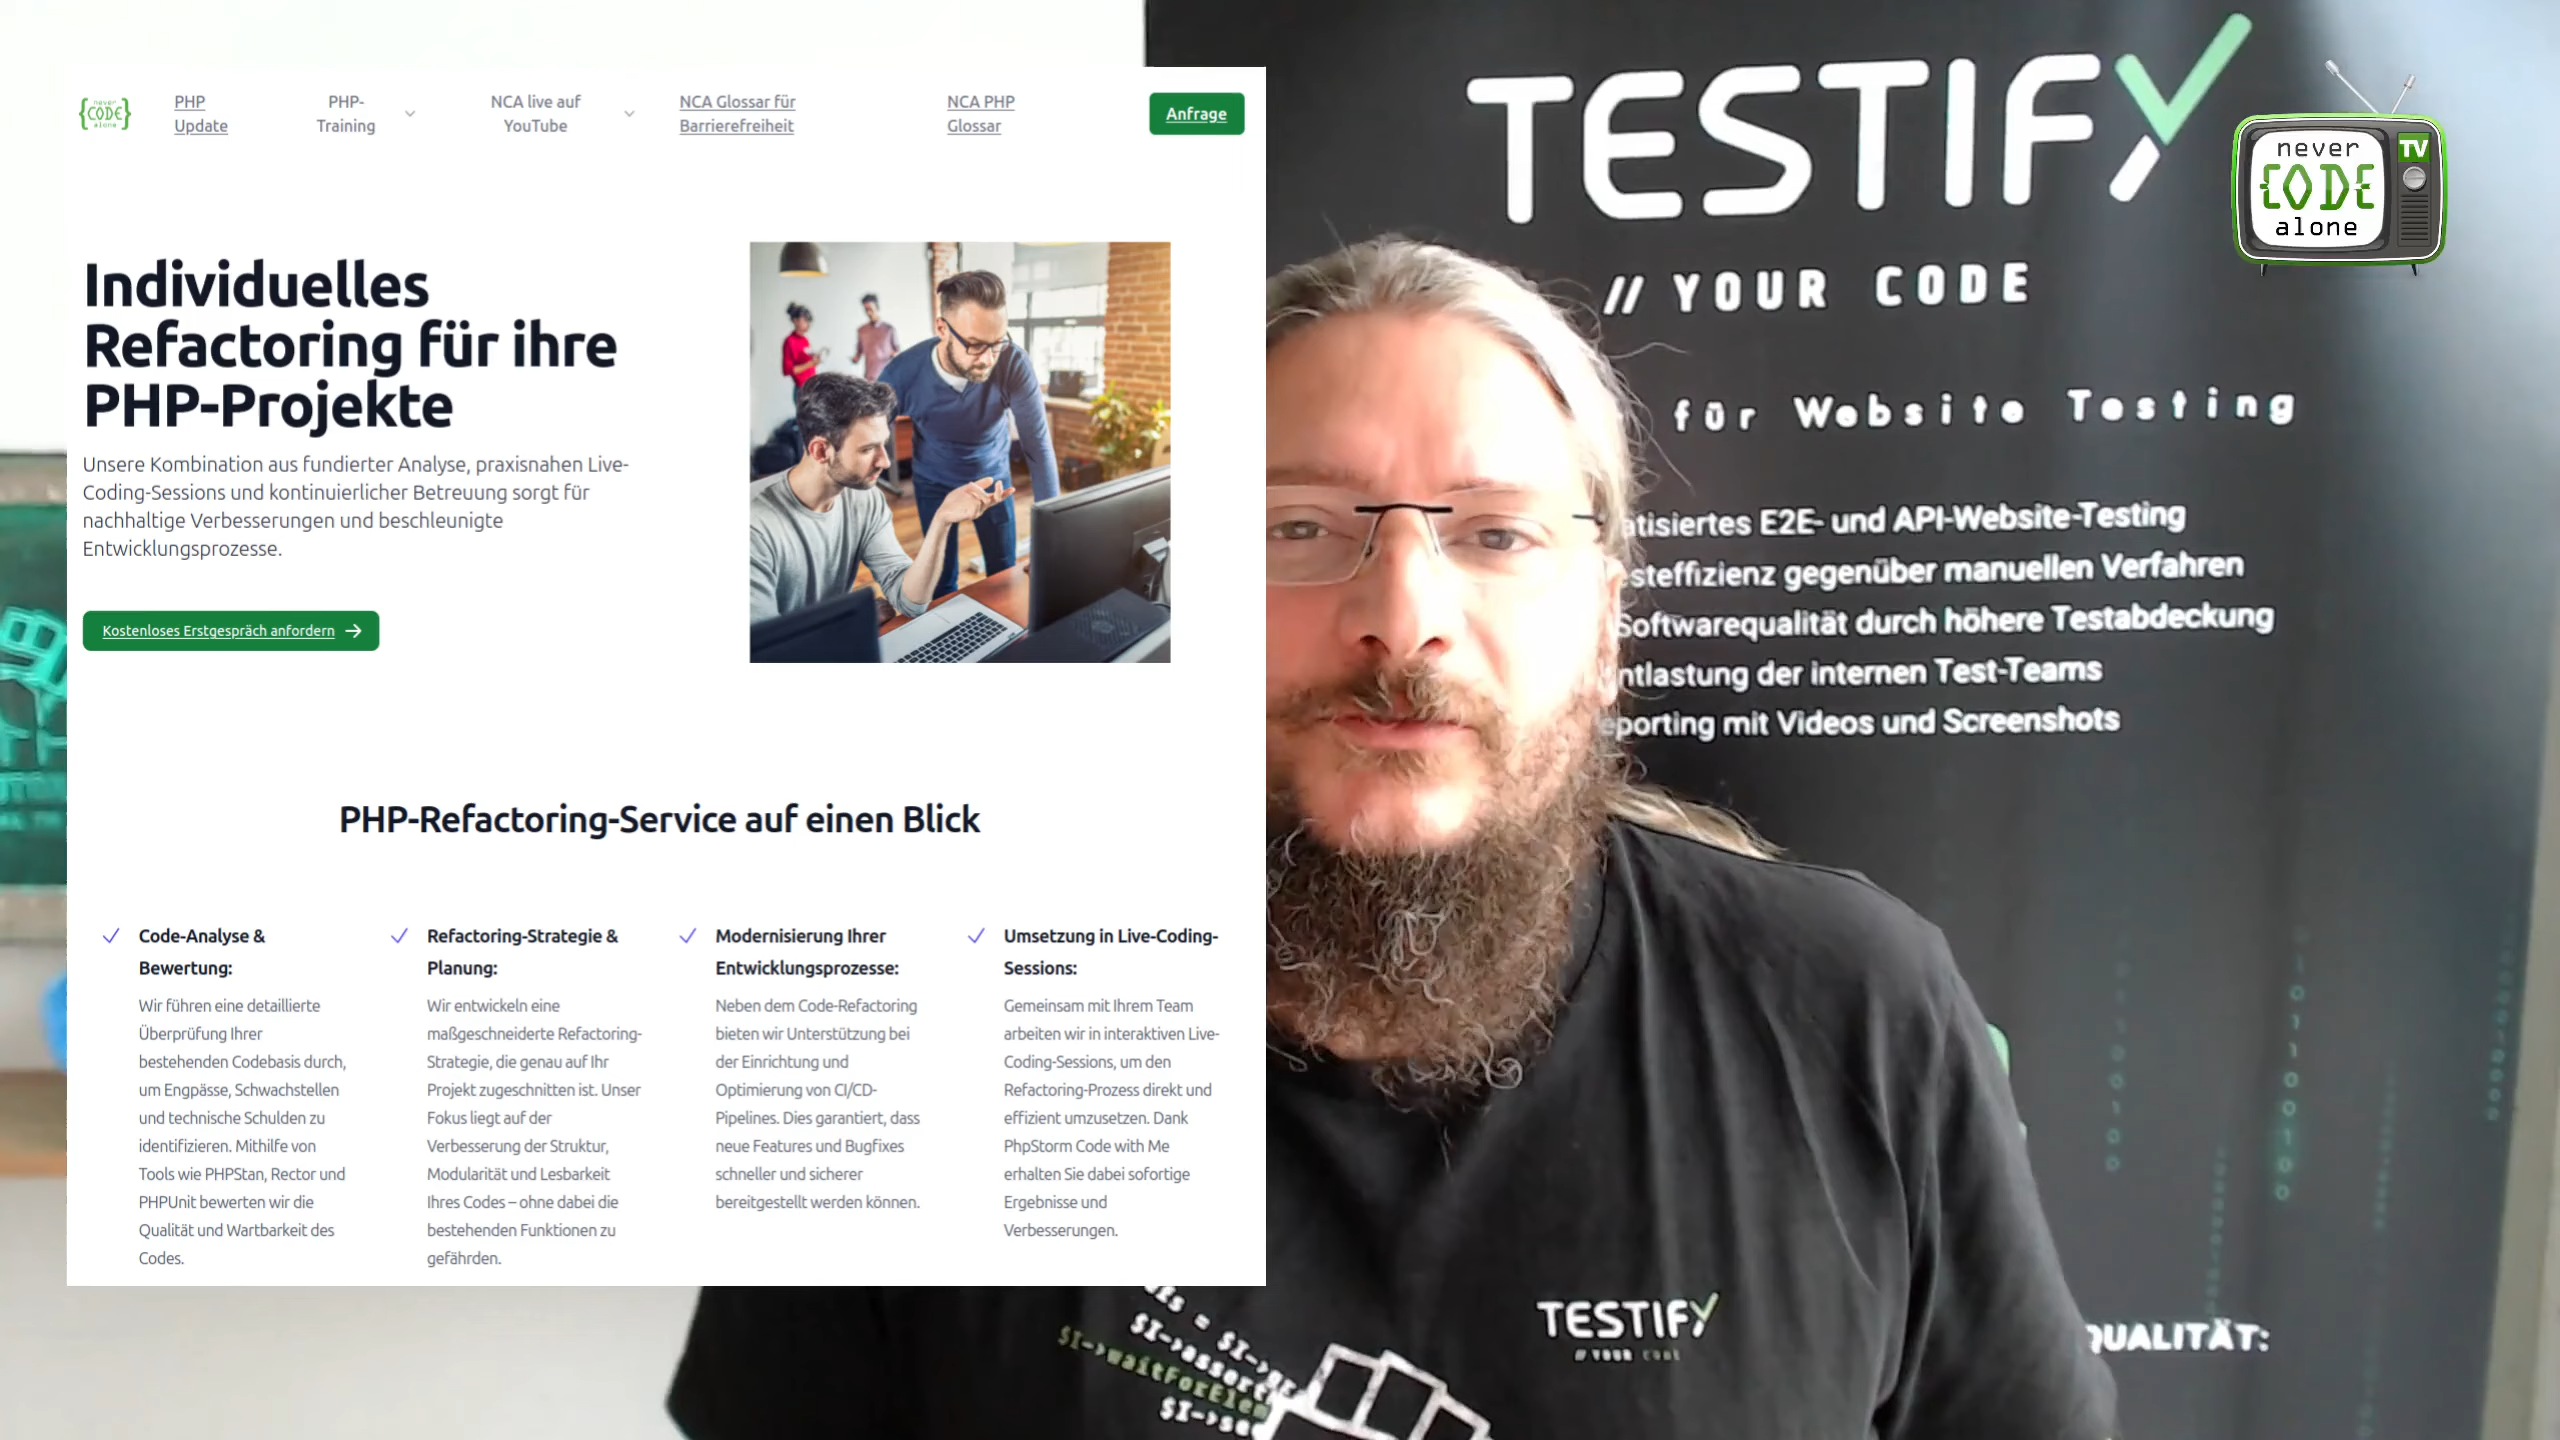 never
CODE
alone
PHP
Update
PHP-
Training
NCA live auf
YouTube
NCA Glossar für
Barrierefreiheit
NCA PHP
Glossar
Anfrage
Individuelles
Refactoring für ihre
PHP-Projekte
Unsere Kombination aus fundierter Analyse, praxisnahen Live-
Coding-Sessions und kontinuierlicher Betreuung sorgt für
nachhaltige Verbesserungen und beschleunigte
Entwicklungsprozesse.
Kostenloses Erstgespräch anfordern
PHP-Refactoring-Service auf einen Blick
Code-Analyse &
Bewertung:
Wir führen eine detaillierte
Überprüfung Ihrer
bestehenden Codebasis durch,
um Engpässe, Schwachstellen
und technische Schulden zu
identifizieren. Mithilfe von
Tools wie PHPStan, Rector und
PHPUnit bewerten wir die
Qualität und Wartbarkeit des
Codes.
Refactoring-Strategie &
Planung:
Wir entwickeln eine
maßgeschneiderte Refactoring-
Strategie, die genau auf Ihr
Projekt zugeschnitten ist. Unser
Fokus liegt auf der
Verbesserung der Struktur,
Modularität und Lesbarkeit
Ihres Codes – ohne dabei die
bestehenden Funktionen zu
gefährden.
Modernisierung Ihrer
Entwicklungsprozesse:
Neben dem Code-Refactoring
bieten wir Unterstützung bei
der Einrichtung und
Optimierung von CI/CD-
Pipelines. Dies garantiert, dass
neue Features und Bugfixes
schneller und sicherer
bereitgestellt werden können.
Umsetzung in Live-Coding-
Sessions:
Gemeinsam mit Ihrem Team
arbeiten wir in interaktiven Live-
Coding-Sessions, um den
Refactoring-Prozess direkt und
effizient umzusetzen. Dank
PhpStorm Code with Me
erhalten Sie dabei sofortige
Ergebnisse und
Verbesserungen.
TESTIFY
// YOUR CODE
für Website Testing
atisiertes E2E- und API-Website-Testing
steffizienz gegenüber manuellen Verfahren
Softwarequalität durch höhere Testabdeckung
ntlastung der internen Test-Teams
eporting mit Videos und Screenshots
QUALITÄT:
never
CODE
alone
TV
TESTIFY
// YOUR CODE
= $I->gr
$I->assert
$I->waitForElem
$I->se